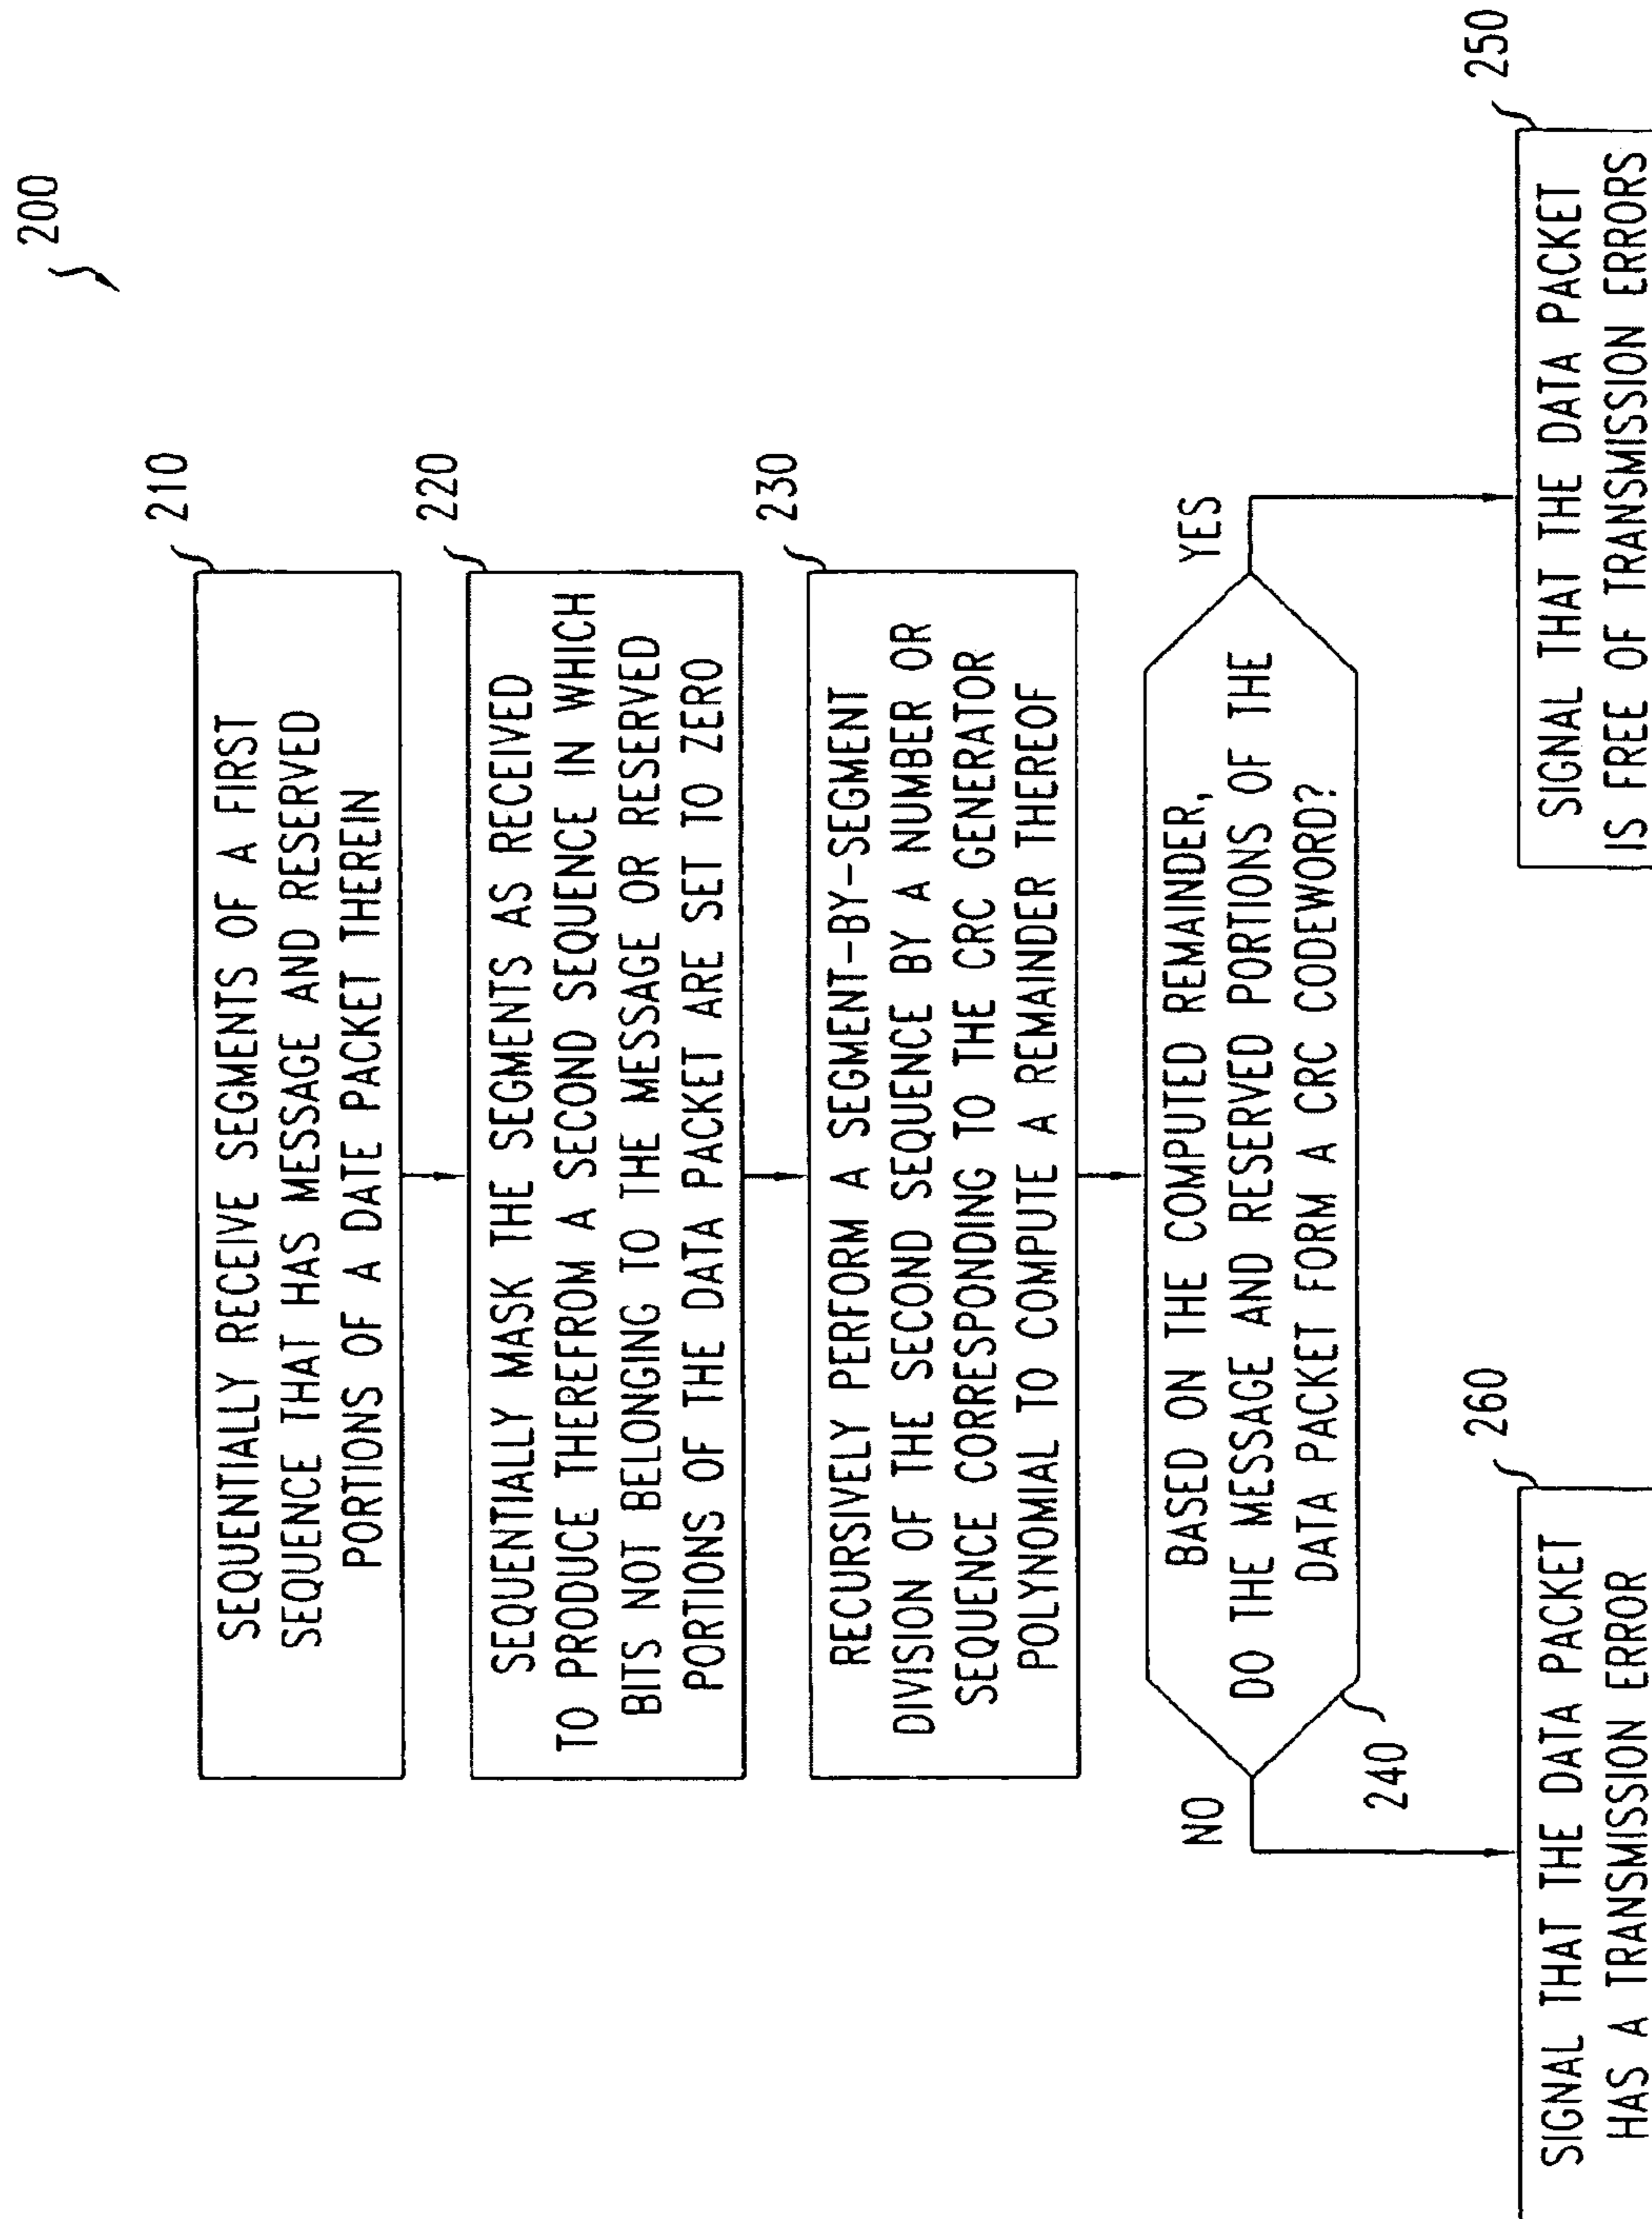 200
210
SEQUENTIALLY RECEIVE SEGMENTS OF A FIRST
SEQUENCE THAT HAS MESSAGE AND RESERVED
PORTIONS OF A DATE PACKET THEREIN
220
SEQUENTIALLY MASK THE SEGMENTS AS RECEIVED
TO PRODUCE THEREFROM A SECOND SEQUENCE IN WHICH
BITS NOT BELONGING TO THE MESSAGE OR RESERVED
PORTIONS OF THE DATA PACKET ARE SET TO ZERO
230
RECURSIVELY PERFORM A SEGMENT-BY-SEGMENT
DIVISION OF THE SECOND SEQUENCE BY A NUMBER OR
SEQUENCE CORRESPONDING TO THE CRC GENERATOR
POLYNOMIAL TO COMPUTE A REMAINDER THEREOF
BASED ON THE COMPUTED REMAINDER,
DO THE MESSAGE AND RESERVED PORTIONS OF THE
DATA PACKET FORM A CRC CODEWORD?
240
NO
YES
260
SIGNAL THAT THE DATA PACKET
HAS A TRANSMISSION ERROR
250
SIGNAL THAT THE DATA PACKET
IS FREE OF TRANSMISSION ERRORS